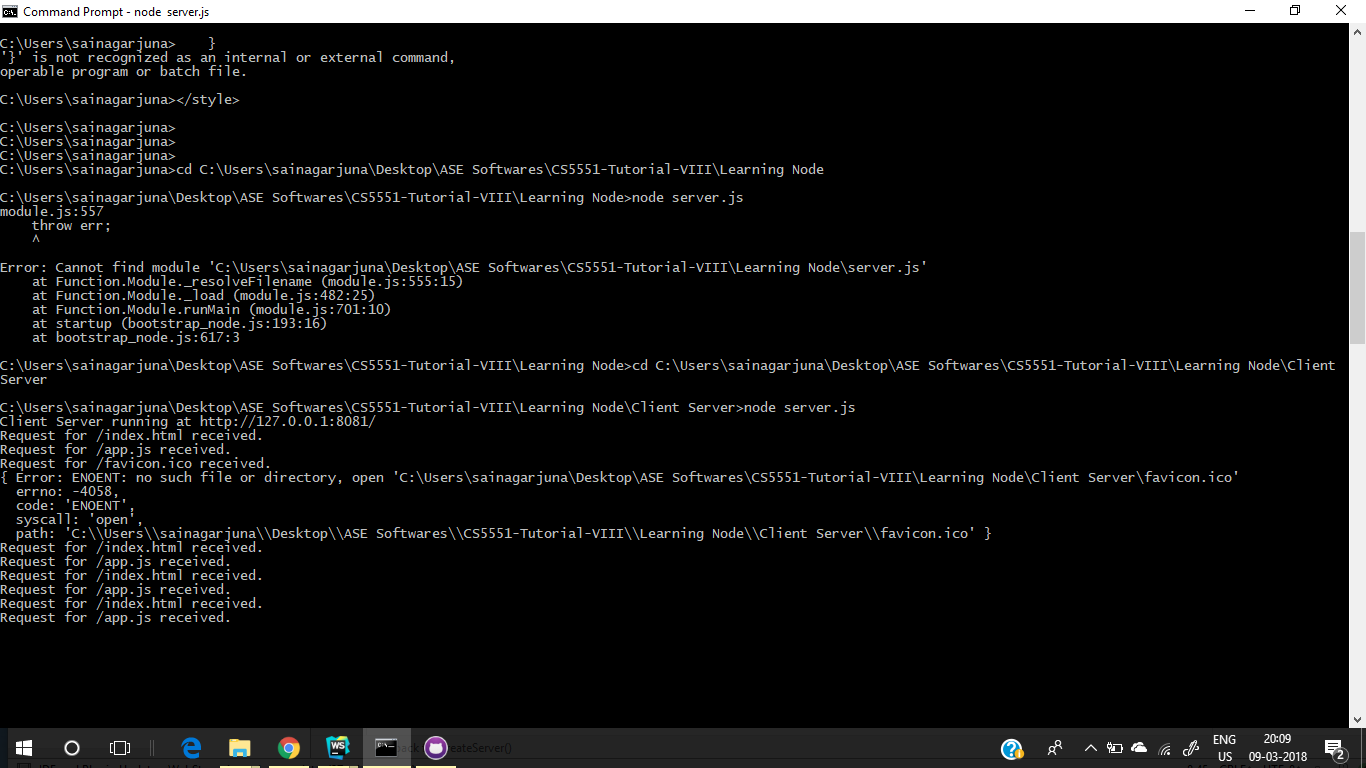 Command Prompt - node  server.js
C:\Users\sainagarjuna>    }
'}' is not recognized as an internal or external command,
operable program or batch file.
C:\Users\sainagarjuna></style>
C:\Users\sainagarjuna>
C:\Users\sainagarjuna>
C:\Users\sainagarjuna>
C:\Users\sainagarjuna>cd C:\Users\sainagarjuna\Desktop\ASE Softwares\CS5551-Tutorial-VIII\Learning Node
C:\Users\sainagarjuna\Desktop\ASE Softwares\CS5551-Tutorial-VIII\Learning Node>node server.js
module.js:557
    throw err;
    ^
Error: Cannot find module 'C:\Users\sainagarjuna\Desktop\ASE Softwares\CS5551-Tutorial-VIII\Learning Node\server.js'
    at Function.Module._resolveFilename (module.js:555:15)
    at Function.Module._load (module.js:482:25)
    at Function.Module.runMain (module.js:701:10)
    at startup (bootstrap_node.js:193:16)
    at bootstrap_node.js:617:3
C:\Users\sainagarjuna\Desktop\ASE Softwares\CS5551-Tutorial-VIII\Learning Node>cd C:\Users\sainagarjuna\Desktop\ASE Softwares\CS5551-Tutorial-VIII\Learning Node\Client
Server
C:\Users\sainagarjuna\Desktop\ASE Softwares\CS5551-Tutorial-VIII\Learning Node\Client Server>node server.js
Client Server running at http://127.0.0.1:8081/
Request for /index.html received.
Request for /app.js received.
Request for /favicon.ico received.
{ Error: ENOENT: no such file or directory, open 'C:\Users\sainagarjuna\Desktop\ASE Softwares\CS5551-Tutorial-VIII\Learning Node\Client Server\favicon.ico'
  errno: -4058,
  code: 'ENOENT',
  syscall: 'open',
  path: 'C:\\Users\\sainagarjuna\\Desktop\\ASE Softwares\\CS5551-Tutorial-VIII\\Learning Node\\Client Server\\favicon.ico' }
Request for /index.html received.
Request for /app.js received.
Request for /index.html received.
Request for /app.js received.
Request for /index.html received.
Request for /app.js received.
WS
ENG
US
20:09
09-03-2018
2